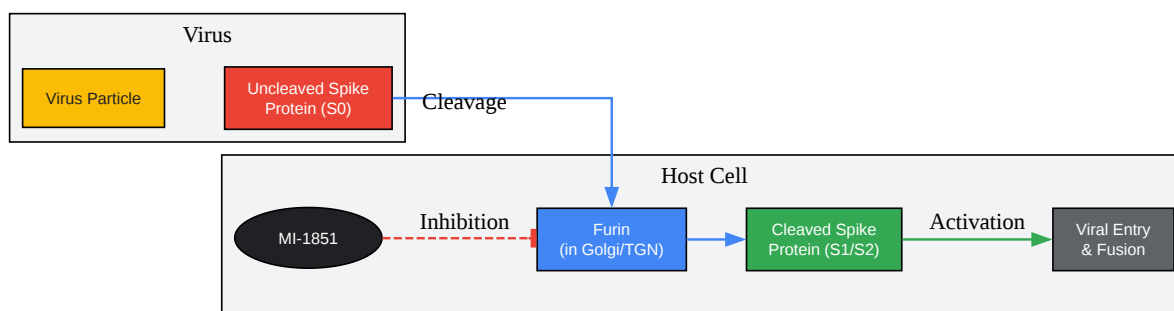 Virus
Virus Particle
Uncleaved Spike
Protein (S0)
Cleavage
Host Cell
MI-1851
Inhibition
Furin
(in Golgi/TGN)
Cleaved Spike
Protein (S1/S2)
Activation
Viral Entry
& Fusion